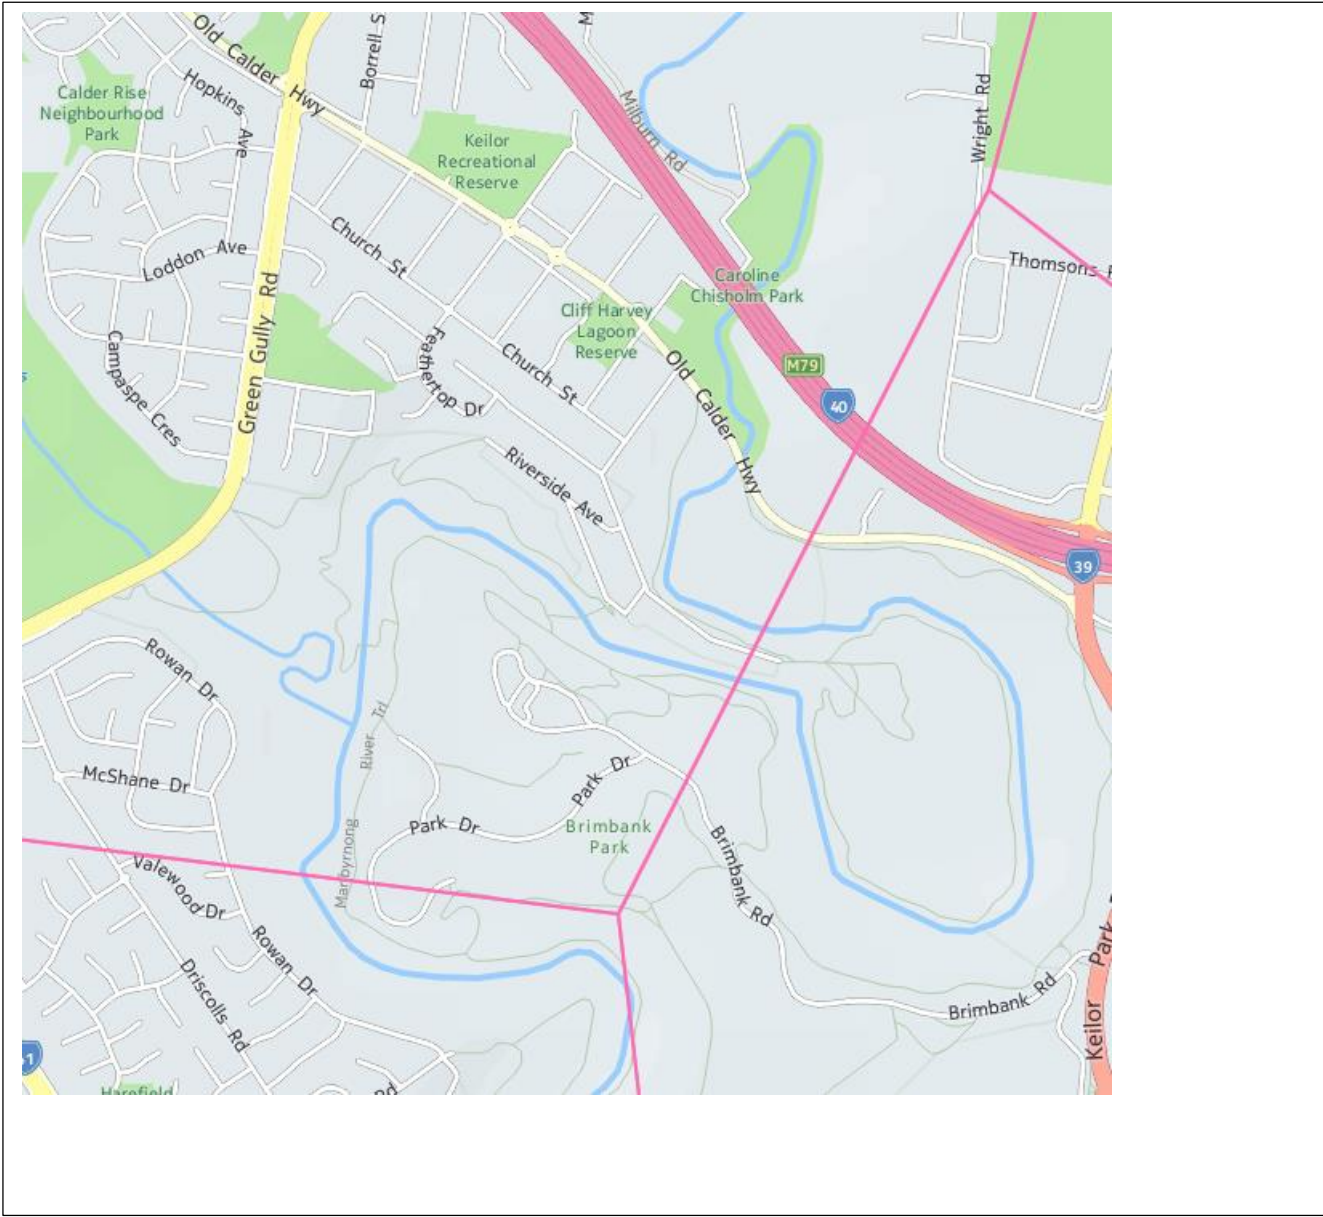 Old Calder
Hwy
Borrell S
M
Hopkins
Ave
Calder Rise
Neighbourhood
Park
Keilor
Recreational
Reserve
Milburn Rd
Wright Rd
Church St
Loddon Ave
Thomsons
Caroline
Chisholm Park
Green Gully Rd
Cliff Harvey
Lagoon
Reserve
Feathertop Dr
Campaspe Cres
Church St
Old Calder
Hwy
M79
40
Riverside Ave
39
Rowan Dr
River Trl
McShane Dr
Park Dr
Park Dr
Brimbank
Park
Maribyrnong
Brimbank Rd
Valewood Dr
Rowan Dr
Driscolls Rd
Brimbank Rd
Keilor Park
Harefield
Rd